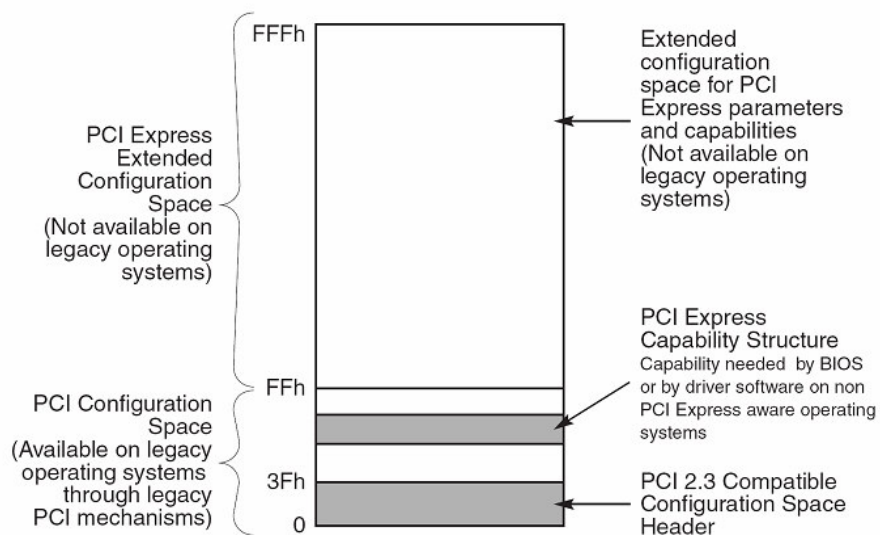 FFFh
PCI Express
Extended
Configuration
Space
(Not available on
legacy operating
systems)
Extended
configuration
space for PCI
Express parameters
and capabilities
(Not available on
legacy operating
systems)
FFh
PCI Configuration
Space
(Available on legacy
operating systems
through legacy
PCI mechanisms)
3Fh
0
PCI Express
Capability Structure
Capability needed by BIOS
or by driver software on non
PCI Express aware operating
systems
PCI 2.3 Compatible
Configuration Space
Header